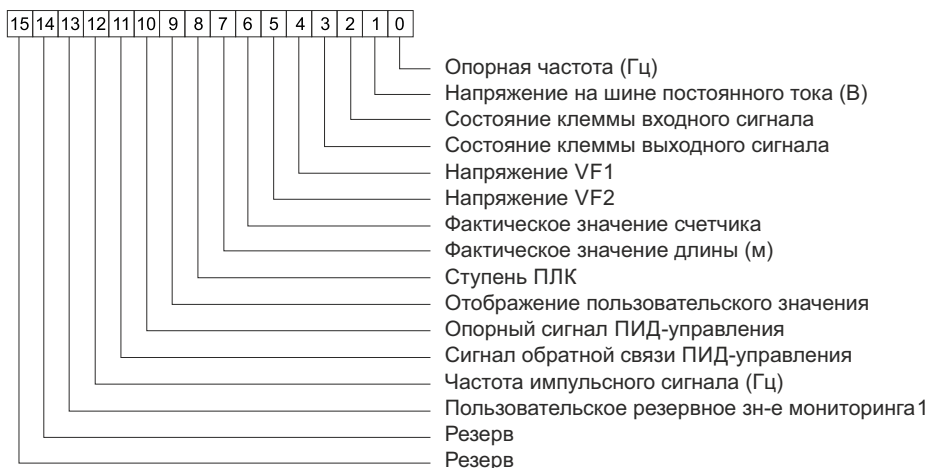 15 14 13 12 11 10 9 8 7 6 5 4 3 2 1 0
Опорная частота (Гц)
Напряжение на шине постоянного тока (В)
Состояние клеммы входного сигнала
Состояние клеммы выходного сигнала
Напряжение VF1
Напряжение VF2
Фактическое значение счетчика
Фактическое значение длины (м)
Ступень ПЛК
Отображение пользовательского значения
Опорный сигнал ПИД-управления
Сигнал обратной связи ПИД-управления
Частота импульсного сигнала (Гц)
Пользовательское резервное зн-е мониторинга1
Резерв
Резерв